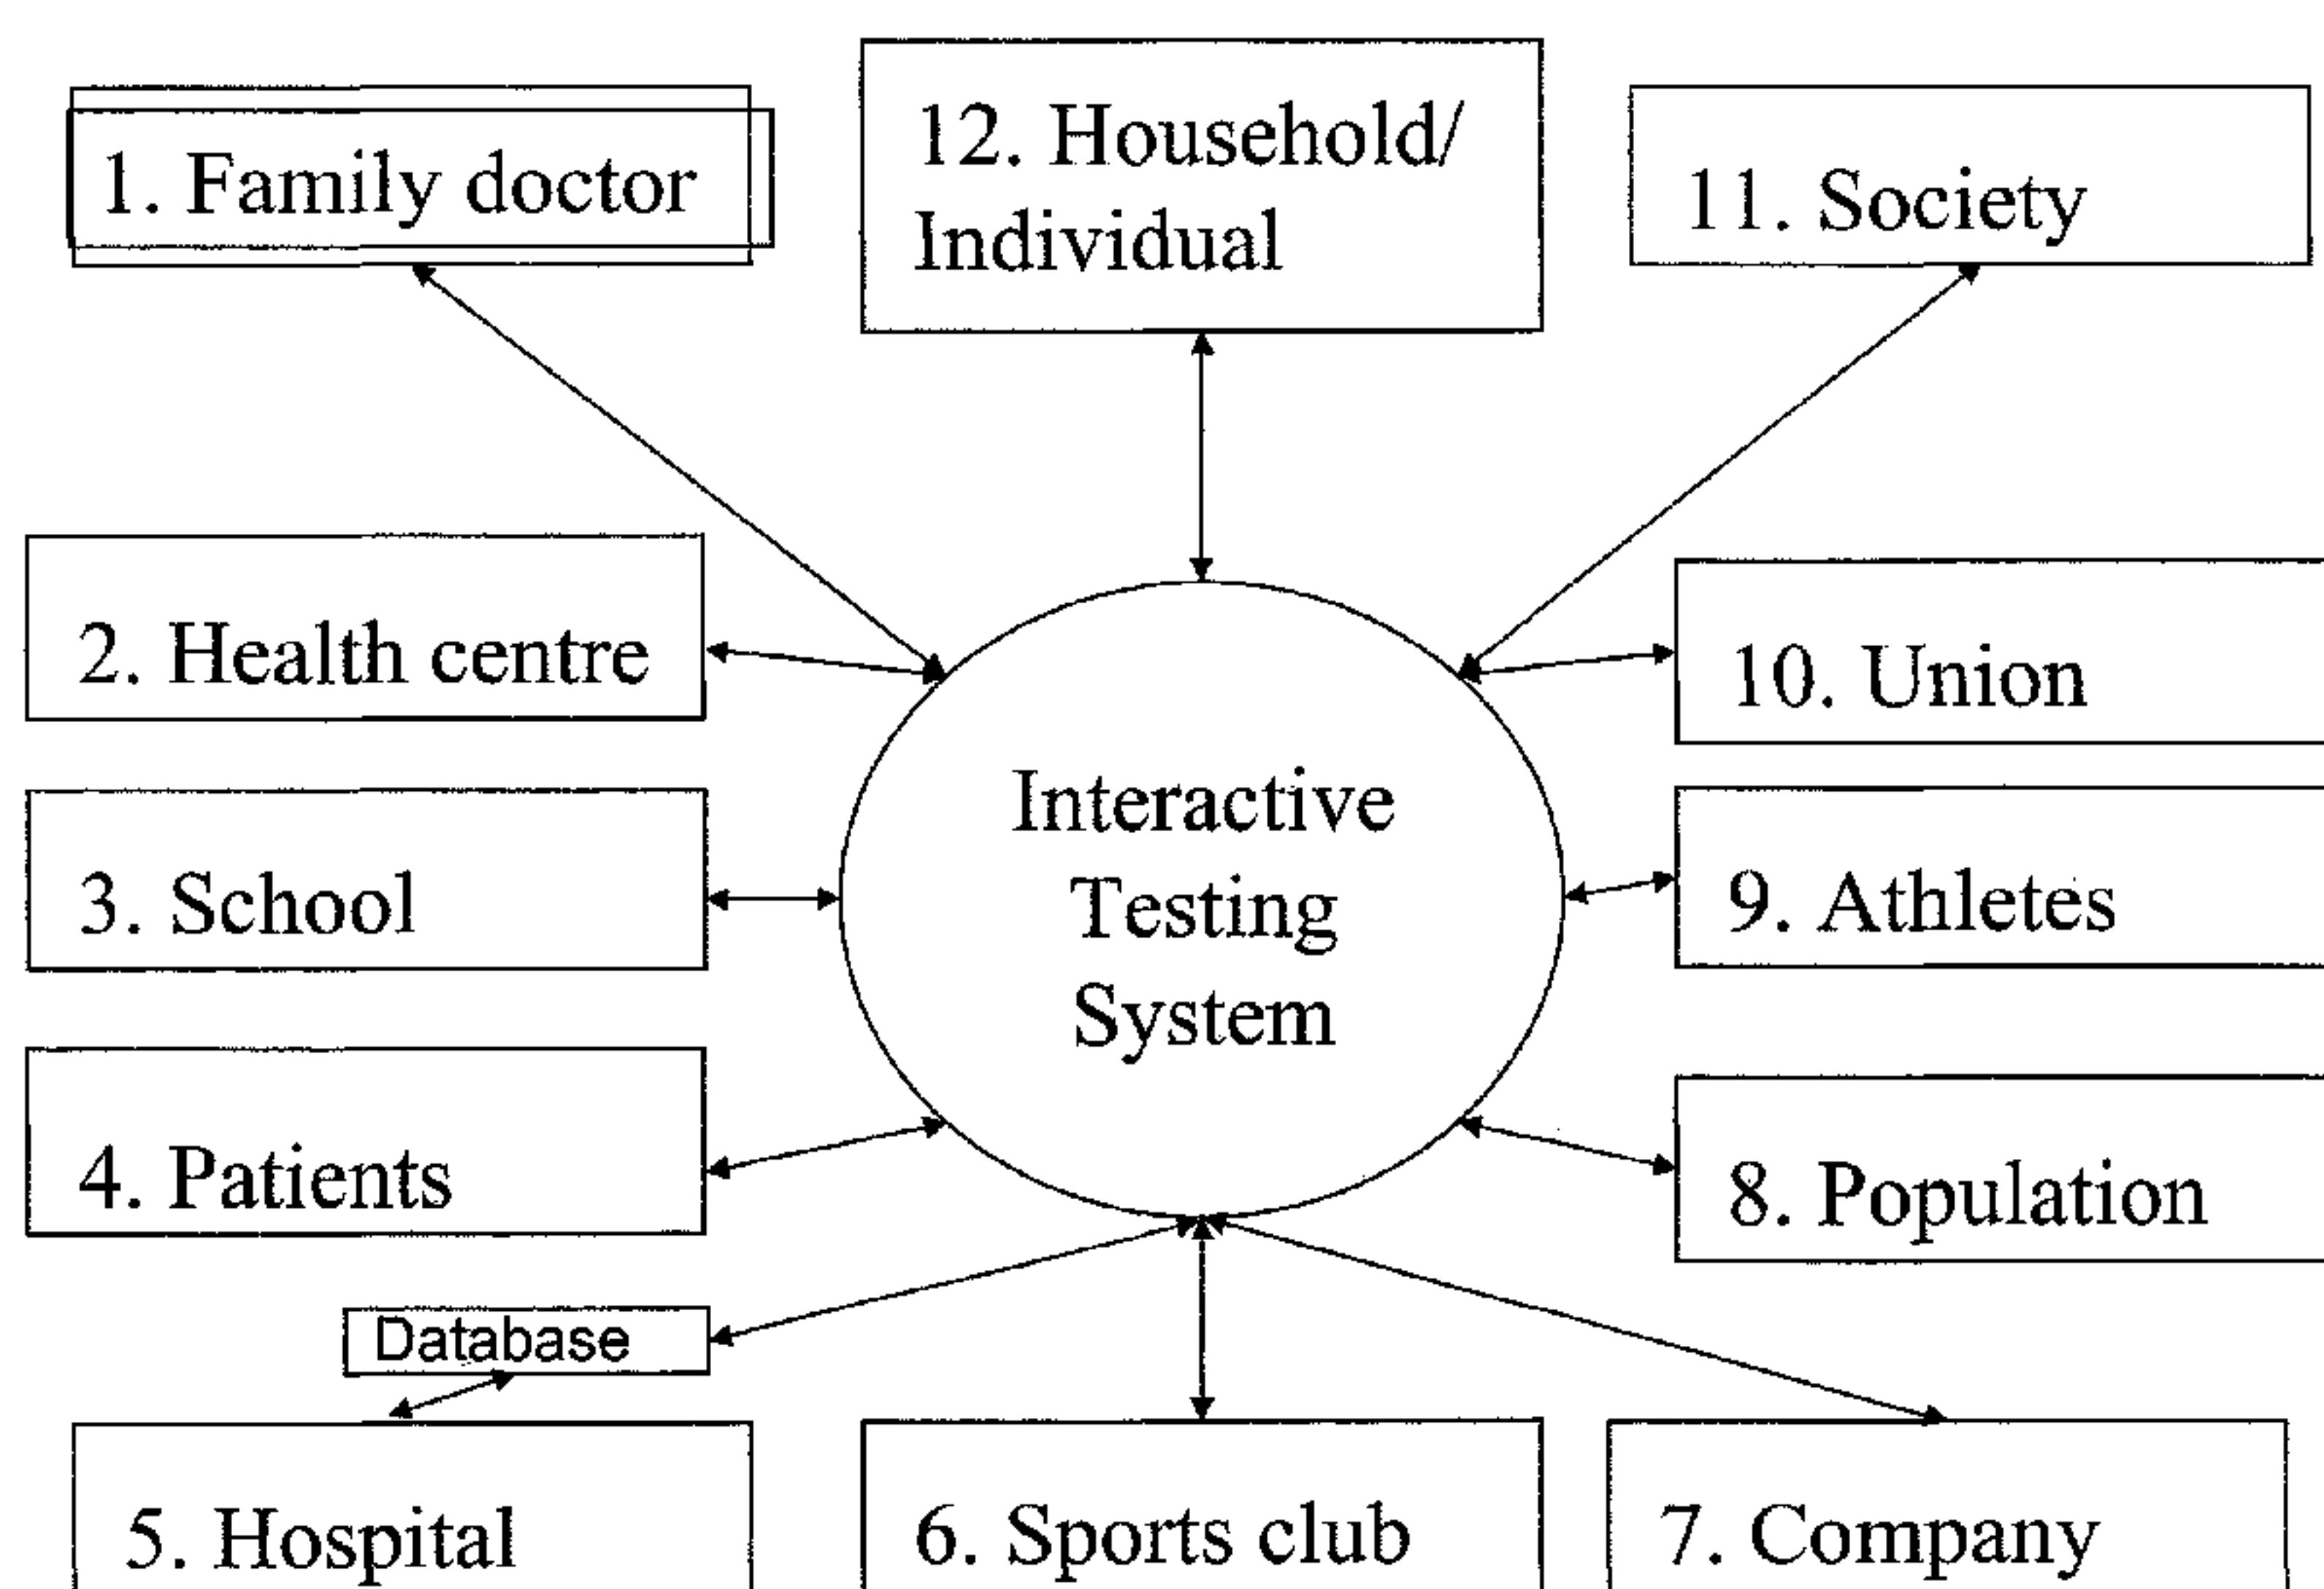 1. Family doctor
12. Household/
Individual
11. Society
2. Health centre
10. Union
Interactive
Testing
System
3. School
9. Athletes
4. Patients
8. Population
Database
5. Hospital
6. Sports club
7. Company